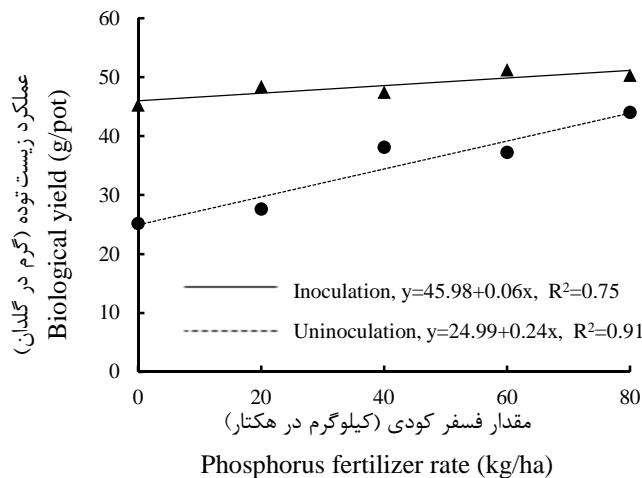 عملکرد زیست‌توده (گرم در گلدان)
Biological yield (g/pot)
60
50
40
30
20
10
0
Inoculation, y=45.98+0.06x, R²=0.75
Uninoculation, y=24.99+0.24x, R²=0.91
0 20 40 60 80
مقدار فسفر کودی (کیلوگرم در هکتار)
Phosphorus fertilizer rate (kg/ha)